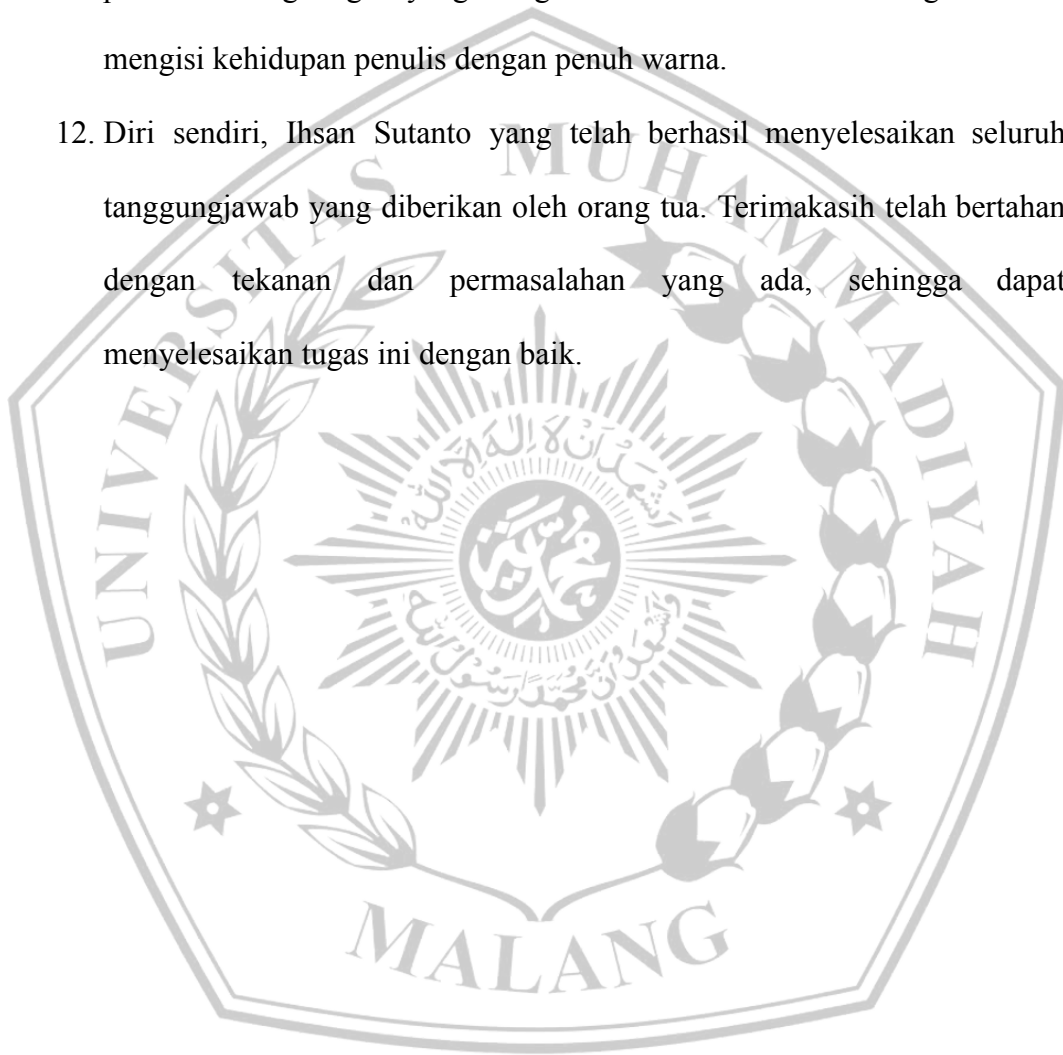 mengisi kehidupan penulis dengan penuh warna.
12. Diri sendiri, Ihsan Sutanto yang telah berhasil menyelesaikan seluruh
tanggungjawab yang diberikan oleh orang tua. Terimakasih telah bertahan
dengan tekanan dan permasalahan yang ada, sehingga dapat
menyelesaikan tugas ini dengan baik.
UNIVERSITAS MUHAMMADIYAH
MALANG